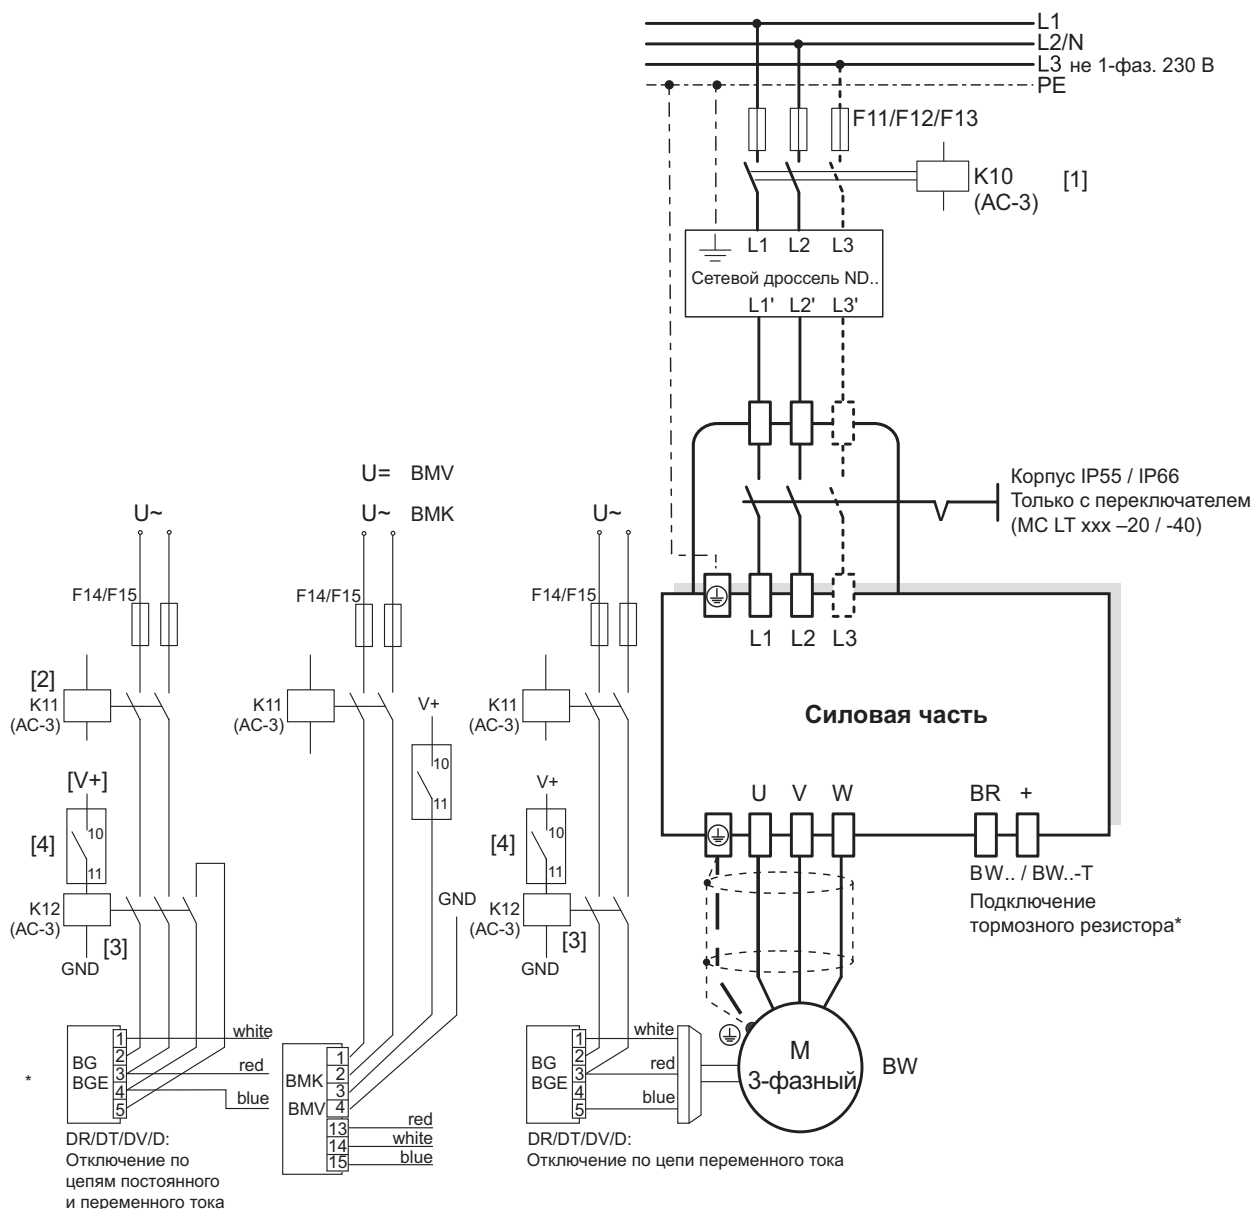 L1
L2/N
L3 не 1-фаз. 230 В
PE
F11/F12/F13
K10
(AC-3)
[1]
L1 L2 L3
Сетевой дроссель ND..
L1' L2' L3'
Корпус IP55 / IP66
Только с переключателем
(MC LT xxx –20 / -40)
L1 L2 L3
Силовая часть
U V W
BR +
BW.. / BW..-T
Подключение
тормозного резистора*
M
3-фазный
BW
U~
F14/F15
[2]
K11
(AC-3)
[V+]
10
[4]
11
K12
(AC-3)
[3]
GND
BG
BGE
1
2
3
4
5
white
red
blue
*
DR/DT/DV/D:
Отключение по
цепям постоянного
и переменного тока
U= BMV
U~ BMK
F14/F15
K11
(AC-3)
V+
10
11
GND
BMK
BMV
1
2
3
4
13
14
15
red
white
blue
U~
F14/F15
K11
(AC-3)
V+
10
[4]
11
K12
(AC-3)
[3]
GND
BG
BGE
1
2
3
4
5
white
red
blue
DR/DT/DV/D:
Отключение по цепи переменного тока